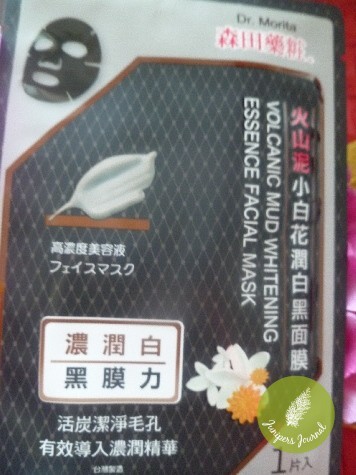 Dr. Morita
森田藥粧
火山泥小白花潤白黑面膜
VOLCANIC MUD WHITENING
ESSENCE FACIAL MASK
高濃度美容液
フェイスマスク
濃潤白
黑膜力
活炭潔淨毛孔
有效導入濃潤精華
台灣製造
1片入
Junipers Journal